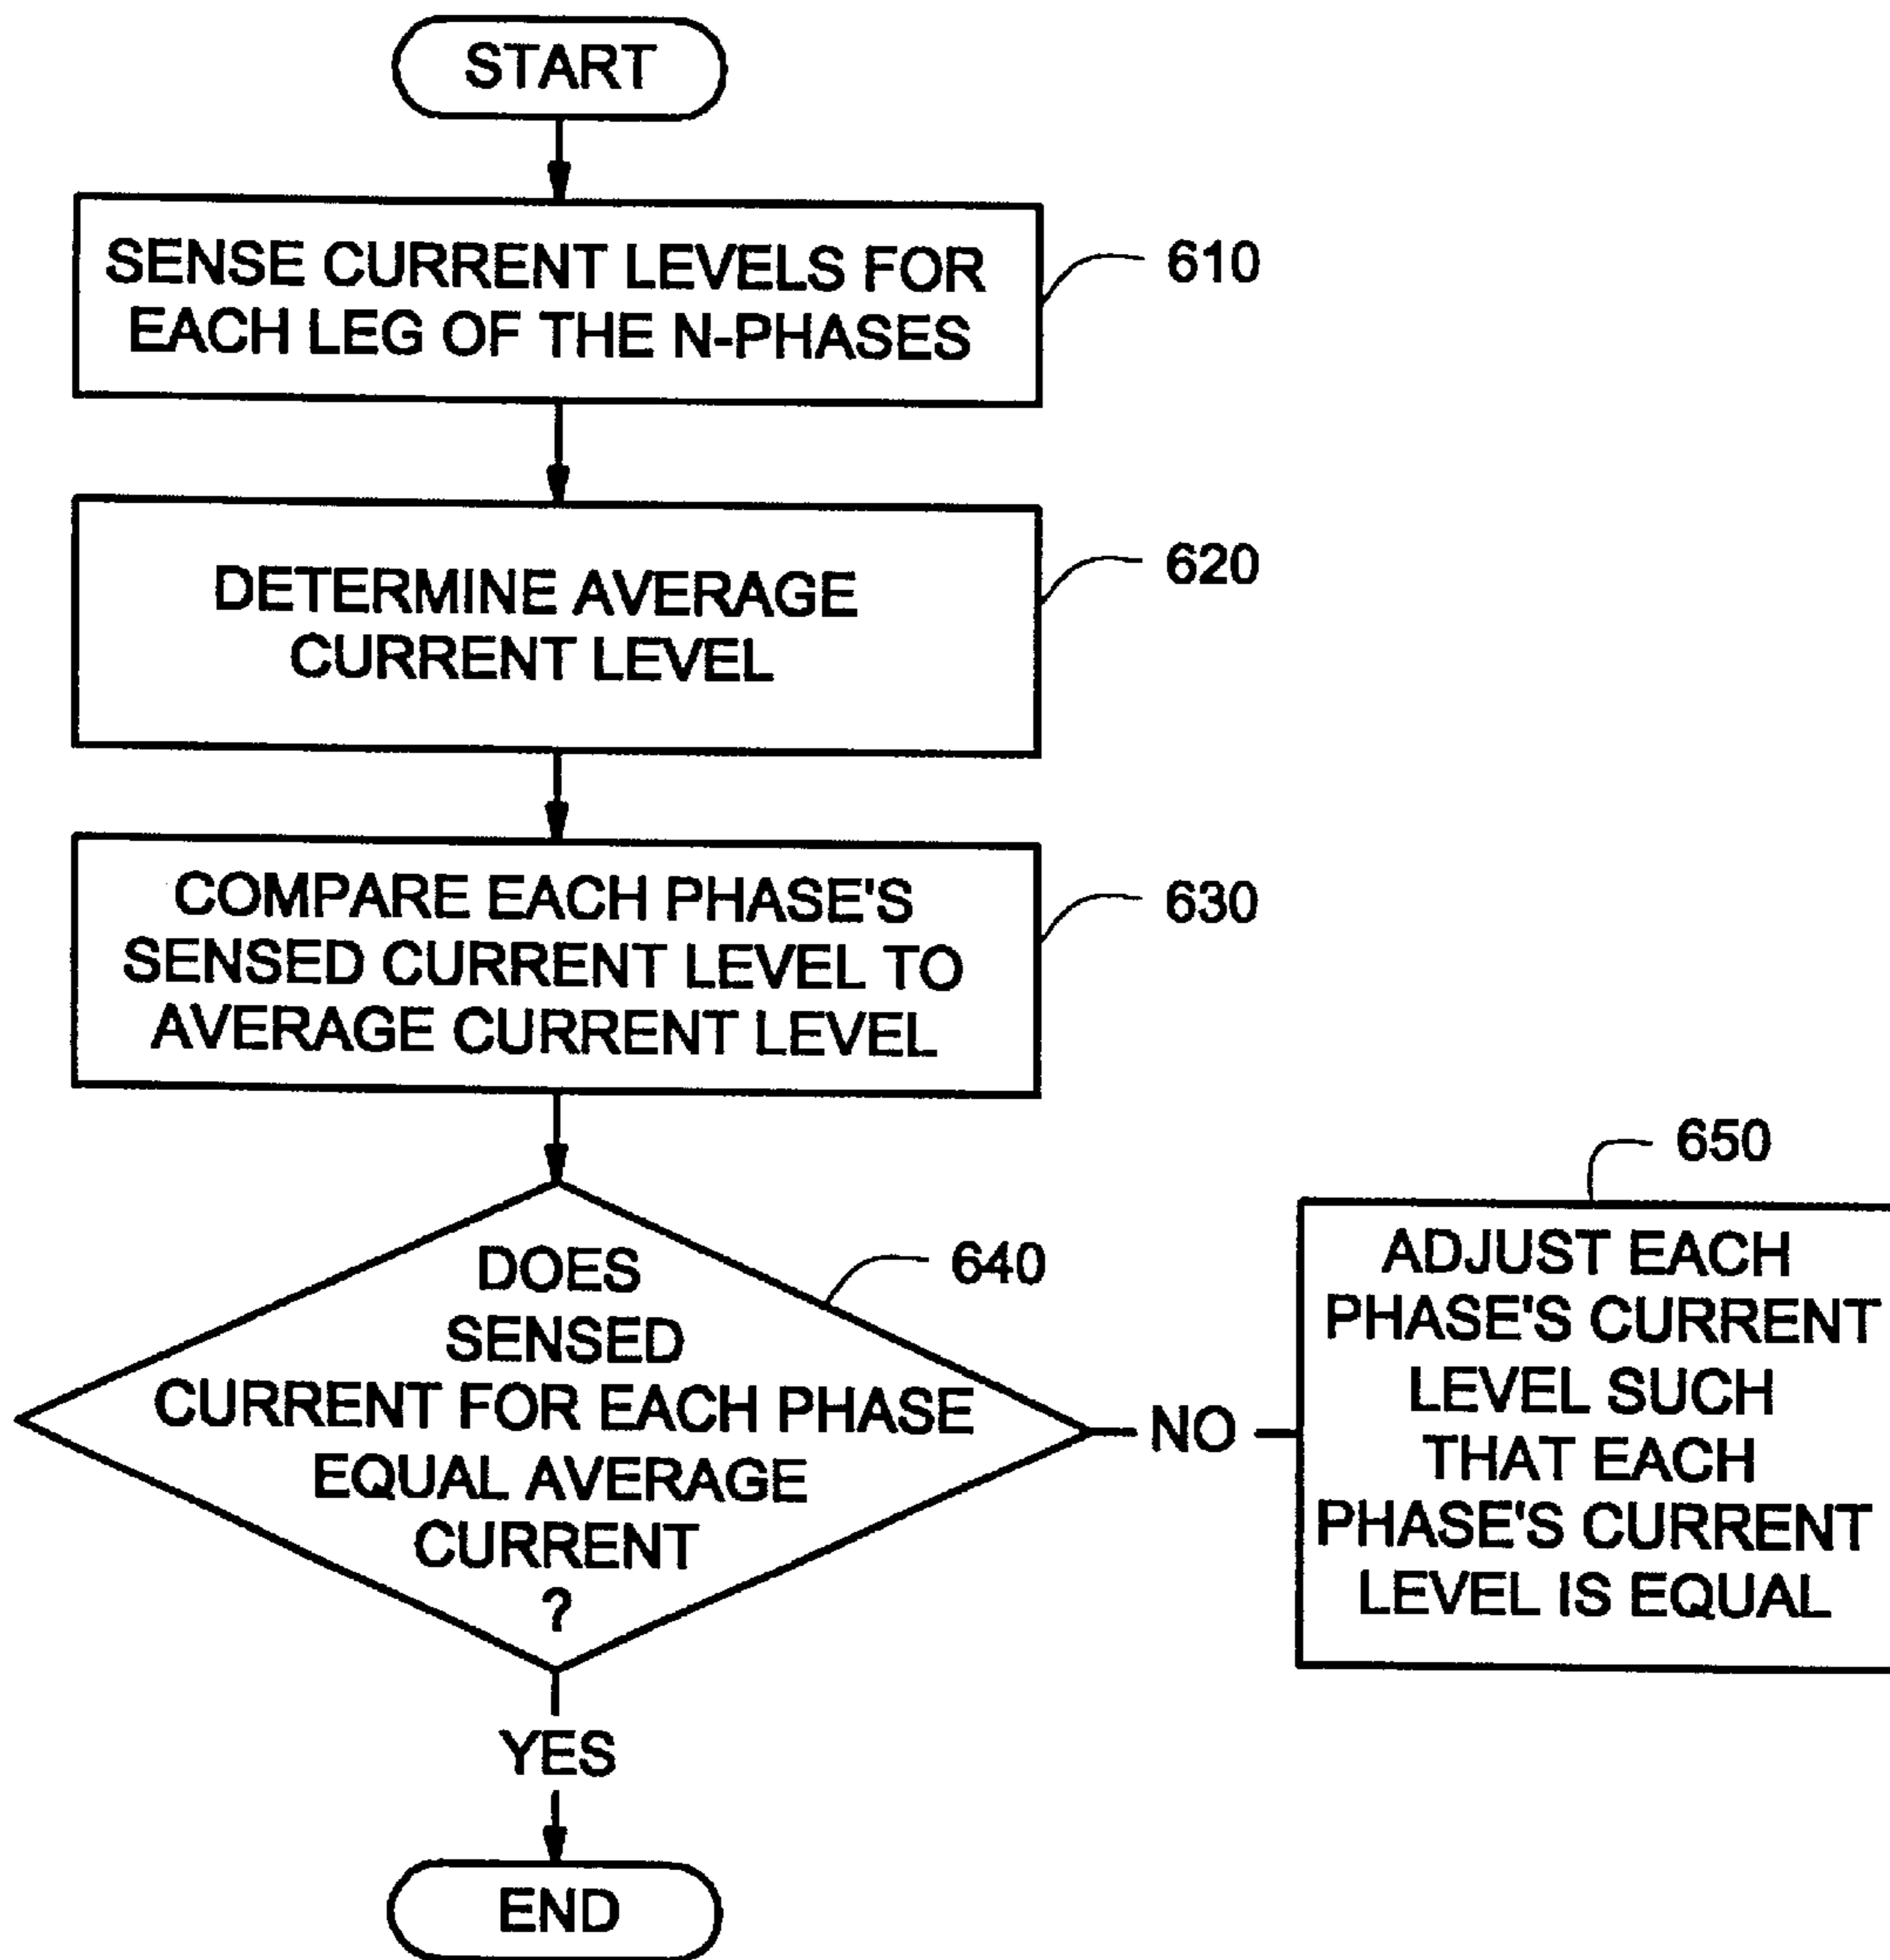 START
SENSE CURRENT LEVELS FOR
EACH LEG OF THE N-PHASES
610
DETERMINE AVERAGE
CURRENT LEVEL
620
COMPARE EACH PHASE'S
SENSED CURRENT LEVEL TO
AVERAGE CURRENT LEVEL
630
DOES
SENSED
CURRENT FOR EACH PHASE
EQUAL AVERAGE
CURRENT
?
640
NO
650
ADJUST EACH
PHASE'S CURRENT
LEVEL SUCH
THAT EACH
PHASE'S CURRENT
LEVEL IS EQUAL
YES
END